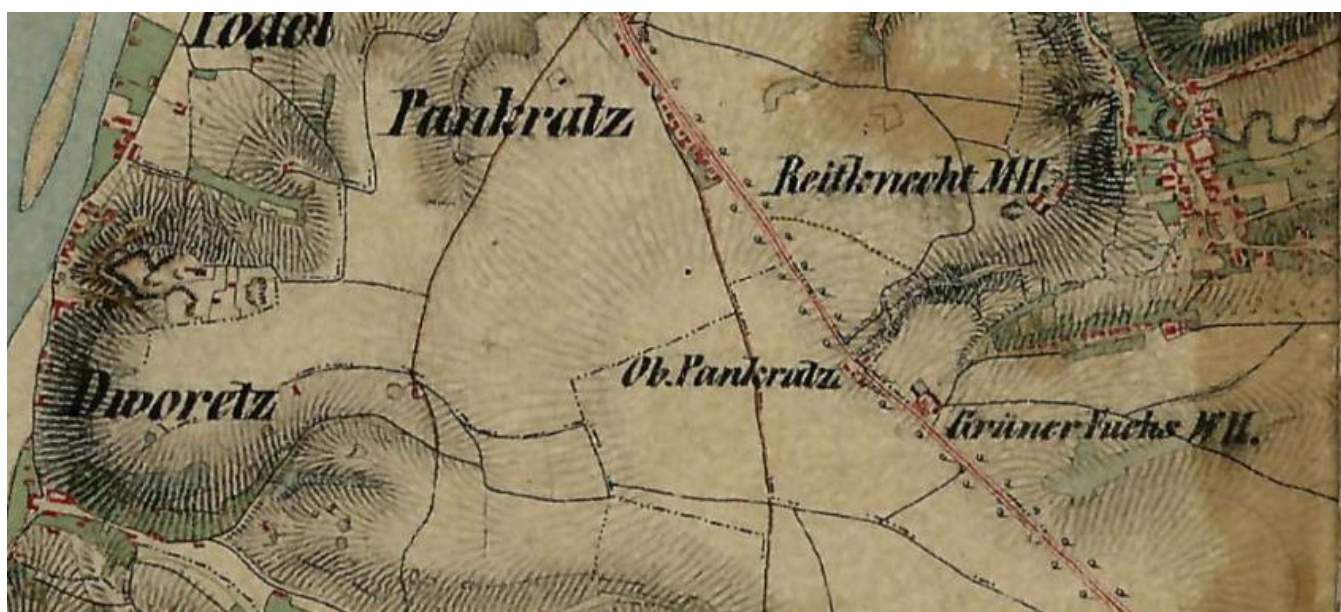 Podol
Pankratz
Reitknecht MH.
Ob. Pankratz
Dworetz
Grüner Fuchs WH.